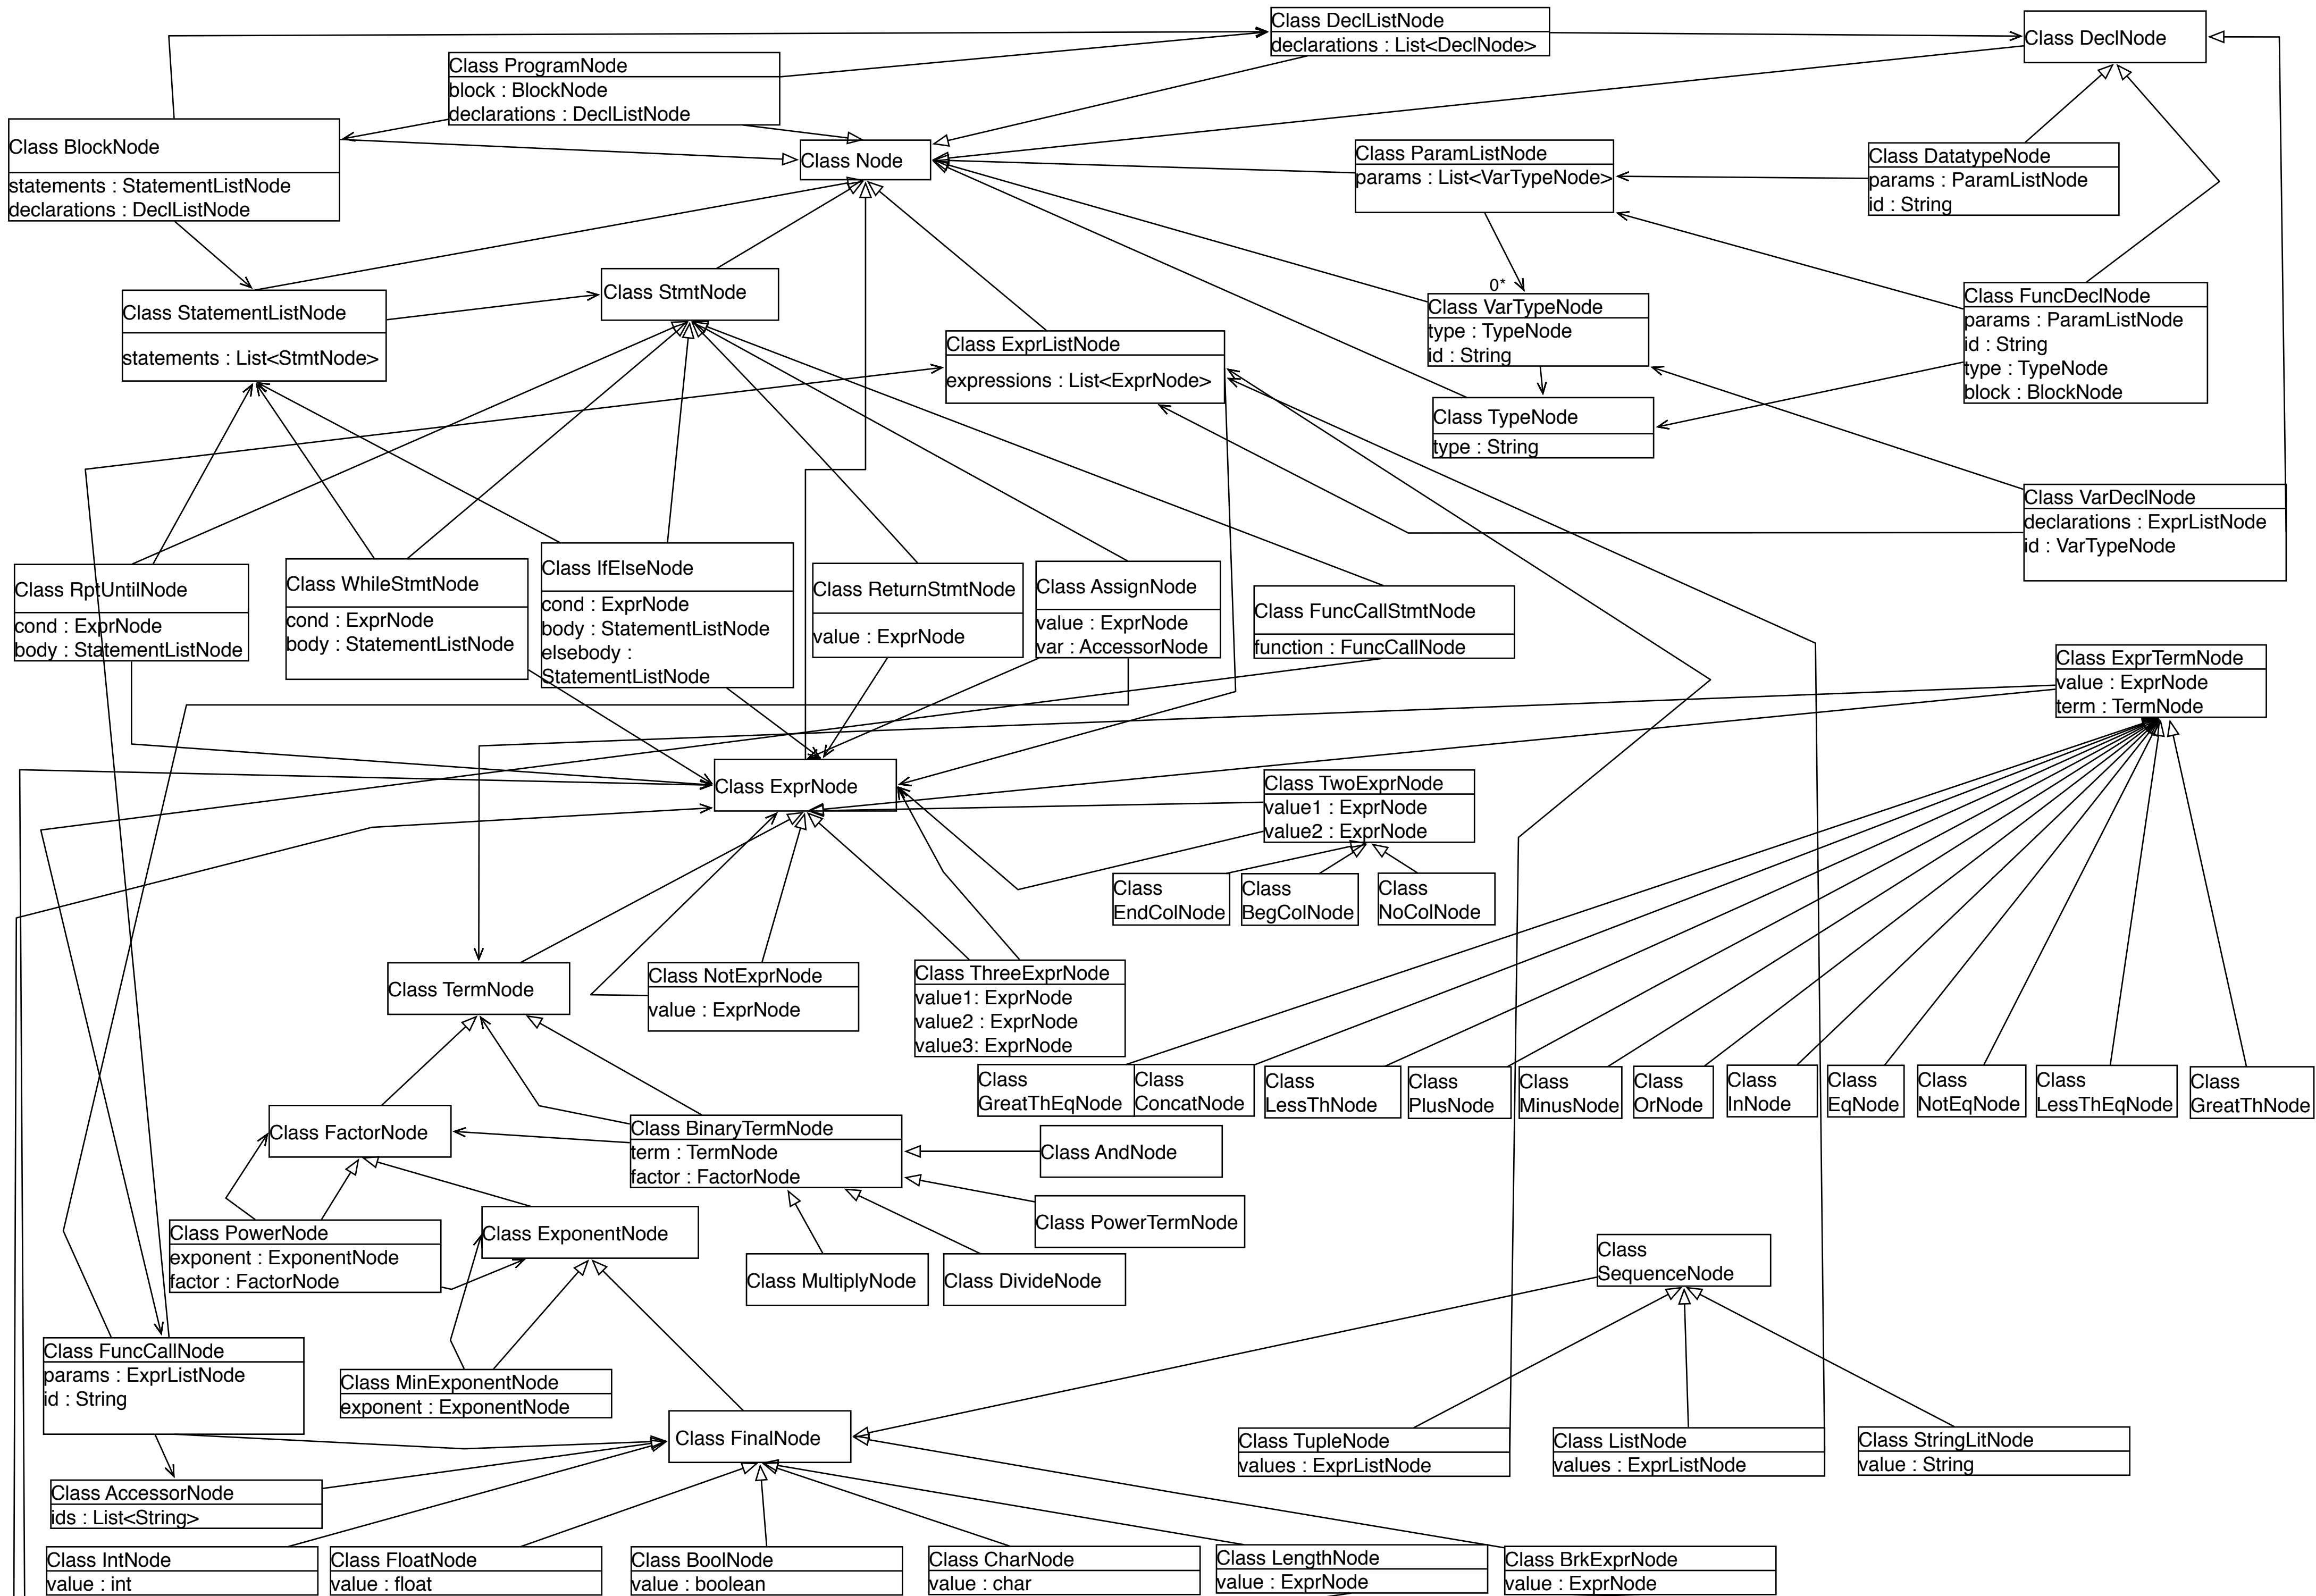 Class DeclListNode
declarations : List<DeclNode>
Class DeclNode
Class ProgramNode
block : BlockNode
declarations : DeclListNode
Class BlockNode
statements : StatementListNode
declarations : DeclListNode
Class Node
Class ParamListNode
params : List<VarTypeNode>
Class DatatypeNode
params : ParamListNode
id : String
Class StatementListNode
statements : List<StmtNode>
Class StmtNode
Class ExprListNode
expressions : List<ExprNode>
0*
Class VarTypeNode
type : TypeNode
id : String
Class FuncDeclNode
params : ParamListNode
id : String
type : TypeNode
block : BlockNode
Class TypeNode
type : String
Class VarDeclNode
declarations : ExprListNode
id : VarTypeNode
Class RptUntilNode
cond : ExprNode
body : StatementListNode
Class WhileStmtNode
cond : ExprNode
body : StatementListNode
Class IfElseNode
cond : ExprNode
body : StatementListNode
elsebody :
StatementListNode
Class ReturnStmtNode
value : ExprNode
Class AssignNode
value : ExprNode
var : AccessorNode
Class FuncCallStmtNode
function : FuncCallNode
Class ExprTermNode
value : ExprNode
term : TermNode
Class ExprNode
Class TwoExprNode
value1 : ExprNode
value2 : ExprNode
Class
EndColNode
Class
BegColNode
Class
NoColNode
Class TermNode
Class NotExprNode
value : ExprNode
Class ThreeExprNode
value1: ExprNode
value2 : ExprNode
value3: ExprNode
Class
GreatThEqNode
Class
ConcatNode
Class
LessThNode
Class
PlusNode
Class
MinusNode
Class
OrNode
Class
InNode
Class
EqNode
Class
NotEqNode
Class
LessThEqNode
Class
GreatThNode
Class FactorNode
Class BinaryTermNode
term : TermNode
factor : FactorNode
Class AndNode
Class PowerTermNode
Class PowerNode
exponent : ExponentNode
factor : FactorNode
Class ExponentNode
Class MultiplyNode
Class DivideNode
Class
SequenceNode
Class FuncCallNode
params : ExprListNode
id : String
Class MinExponentNode
exponent : ExponentNode
Class FinalNode
Class TupleNode
values : ExprListNode
Class ListNode
values : ExprListNode
Class StringLitNode
value : String
Class AccessorNode
ids : List<String>
Class IntNode
value : int
Class FloatNode
value : float
Class BoolNode
value : boolean
Class CharNode
value : char
Class LengthNode
value : ExprNode
Class BrkExprNode
value : ExprNode